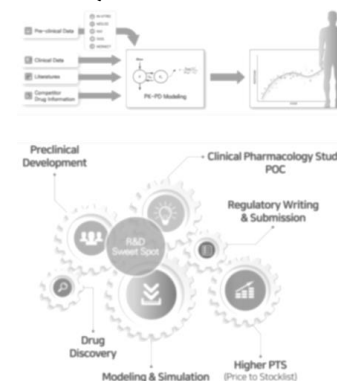 Pre-clinical Data
Clinical Data
Literatures
Competitor
Drug Information
PK-PD Modeling
Preclinical
Development
Clinical Pharmacology Stud
POC
R&D
Sweet Spot
Regulatory Writing
& Submission
Drug
Discovery
Modeling & Simulation
Higher PTS
(Price to Stocklist)